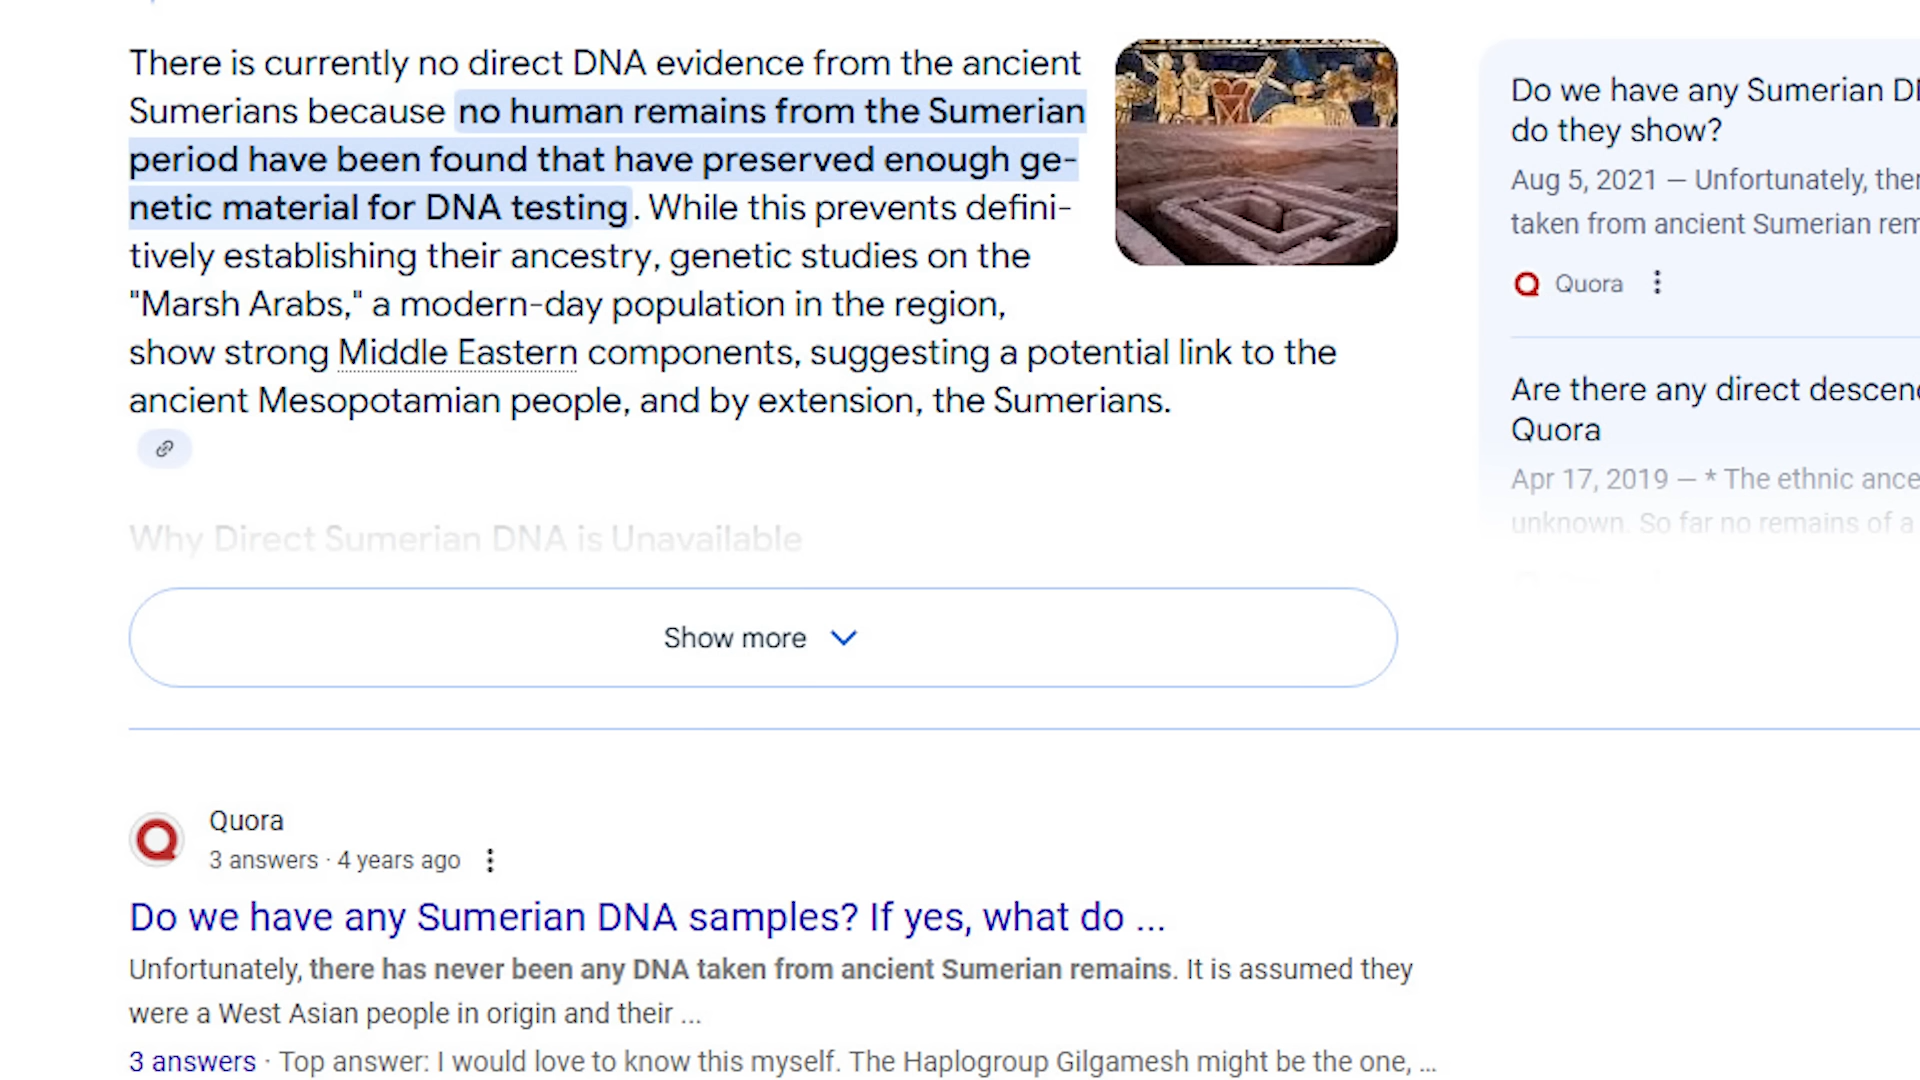 There is currently no direct DNA evidence from the ancient
Sumerians because no human remains from the Sumerian
period have been found that have preserved enough ge-
netic material for DNA testing. While this prevents defini-
tively establishing their ancestry, genetic studies on the
"Marsh Arabs," a modern-day population in the region,
show strong Middle Eastern components, suggesting a potential link to the
ancient Mesopotamian people, and by extension, the Sumerians.
Why Direct Sumerian DNA is Unavailable
Show more
Do we have any Sumerian
do they show?
Aug 5, 2021 — Unfortunately,
taken from ancient Sumerian
Quora
Are there any direct
Quora
Apr 17, 2019 — * The ethnic
unknown. So far no remains of a
Quora
3 answers · 4 years ago
Do we have any Sumerian DNA samples? If yes, what do ...
Unfortunately, there has never been any DNA taken from ancient Sumerian remains. It is assumed they
were a West Asian people in origin and their ...
3 answers · Top answer: I would love to know this myself. The Haplogroup Gilgamesh might be the one, ...